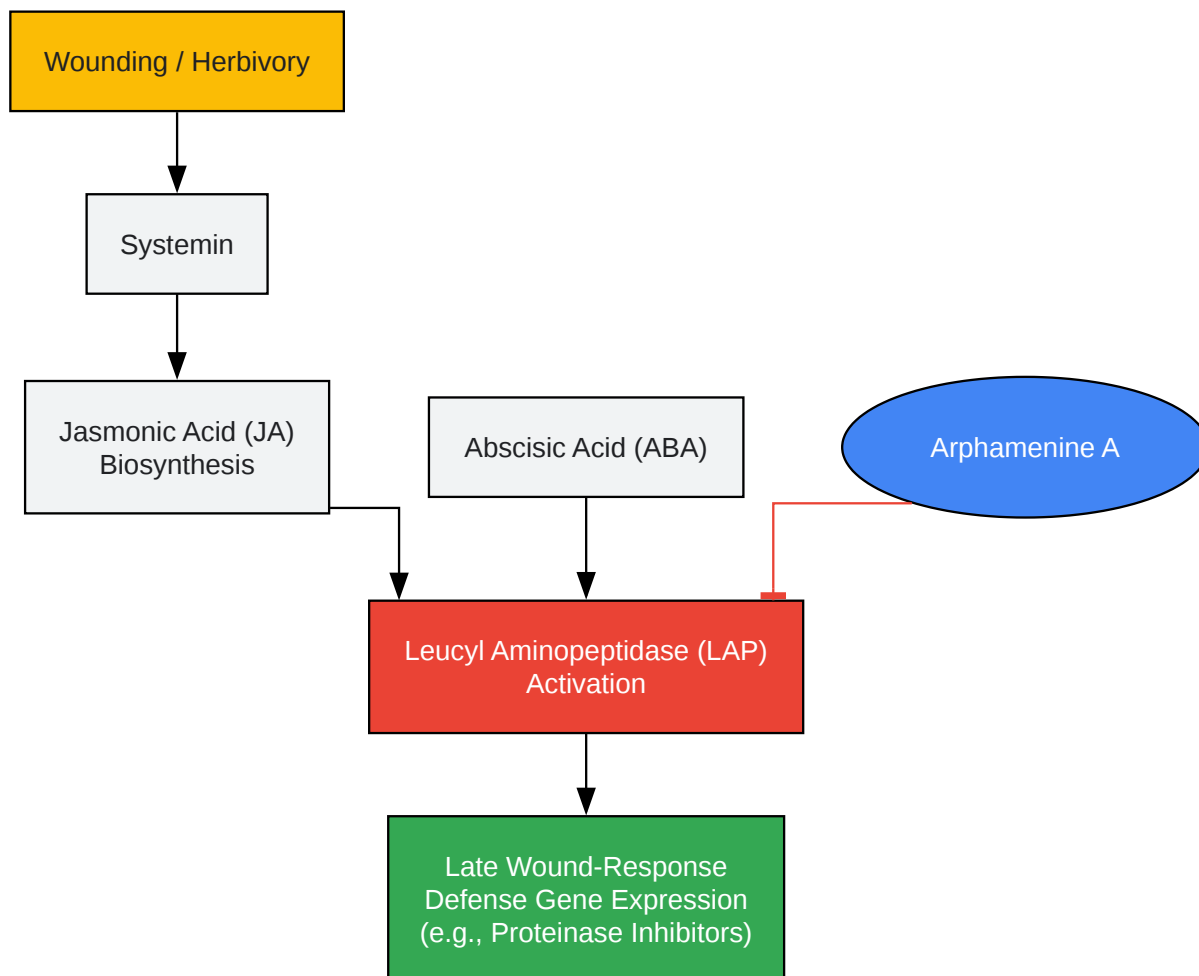 Wounding / Herbivory
Systemin
Jasmonic Acid (JA)
Biosynthesis
Abscisic Acid (ABA)
Arphamenine A
Leucyl Aminopeptidase (LAP)
Activation
Late Wound-Response
Defense Gene Expression
(e.g., Proteinase Inhibitors)